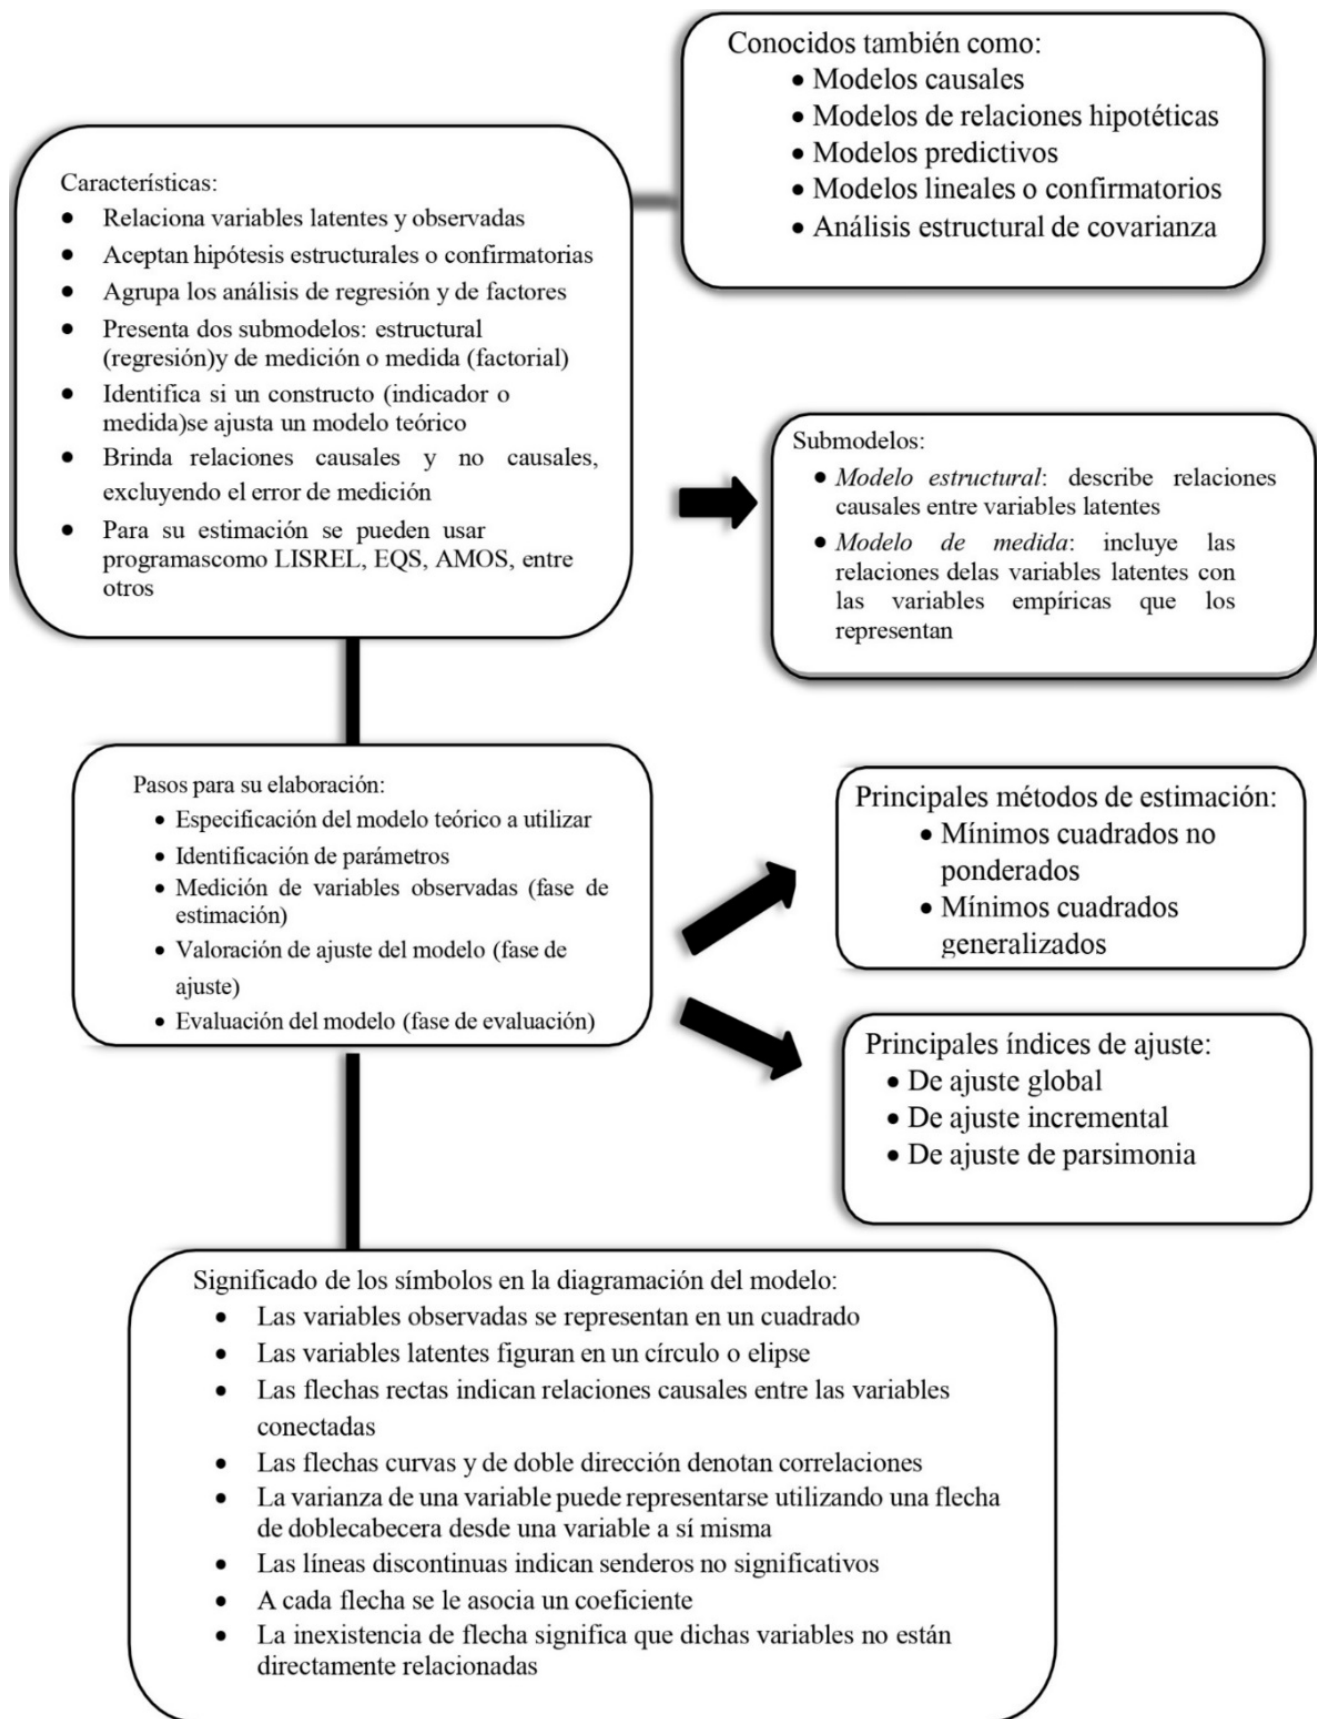 Conocidos también como:
• Modelos causales
• Modelos de relaciones hipotéticas
• Modelos predictivos
• Modelos lineales o confirmatorios
• Análisis estructural de covarianza
Características:
• Relaciona variables latentes y observadas
• Aceptan hipótesis estructurales o confirmatorias
• Agrupa los análisis de regresión y de factores
• Presenta dos submodelos: estructural
(regresión)y de medición o medida (factorial)
• Identifica si un constructo (indicador o
medida)se ajusta un modelo teórico
• Brinda relaciones causales y no causales,
excluyendo el error de medición
• Para su estimación se pueden usar
programascomo LISREL, EQS, AMOS, entre
otros
Submodelos:
• Modelo estructural: describe relaciones
causales entre variables latentes
• Modelo de medida: incluye las
relaciones delas variables latentes con
las variables empíricas que los
representan
Pasos para su elaboración:
• Especificación del modelo teórico a utilizar
• Identificación de parámetros
• Medición de variables observadas (fase de
estimación)
• Valoración de ajuste del modelo (fase de
ajuste)
• Evaluación del modelo (fase de evaluación)
Principales métodos de estimación:
• Mínimos cuadrados no
ponderados
• Mínimos cuadrados
generalizados
Principales índices de ajuste:
• De ajuste global
• De ajuste incremental
• De ajuste de parsimonia
Significado de los símbolos en la diagramación del modelo:
• Las variables observadas se representan en un cuadrado
• Las variables latentes figuran en un círculo o elipse
• Las flechas rectas indican relaciones causales entre las variables
conectadas
• Las flechas curvas y de doble dirección denotan correlaciones
• La varianza de una variable puede representarse utilizando una flecha
de doblecabecera desde una variable a sí misma
• Las líneas discontinuas indican senderos no significativos
• A cada flecha se le asocia un coeficiente
• La inexistencia de flecha significa que dichas variables no están
directamente relacionadas